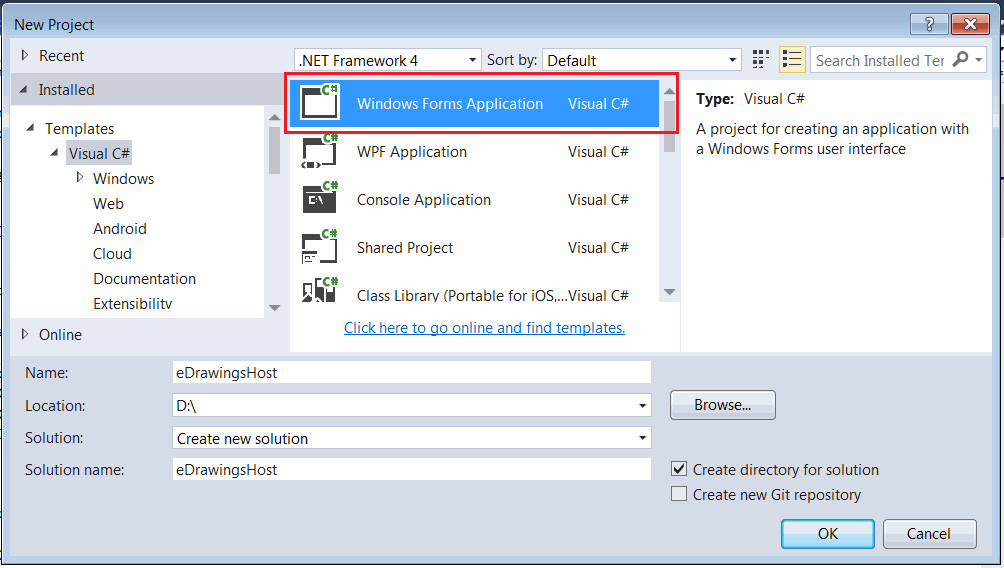 New Project
?
Recent
.NET Framework 4 Sort by: Default Search Installed Ter
Installed
Templates
Visual C#
Windows
Web
Android
Cloud
Documentation
Extensibility
Online
C# Windows Forms Application Visual C#
C# WPF Application Visual C#
C# C:\ Console Application Visual C#
C# Shared Project Visual C#
C# Class Library (Portable for iOS,...Visual C#
Click here to go online and find templates.
Type: Visual C#
A project for creating an application with
a Windows Forms user interface
Name: eDrawingsHost
Location: D:\ Browse...
Solution: Create new solution
Solution name: eDrawingsHost
Create directory for solution
Create new Git repository
OK Cancel